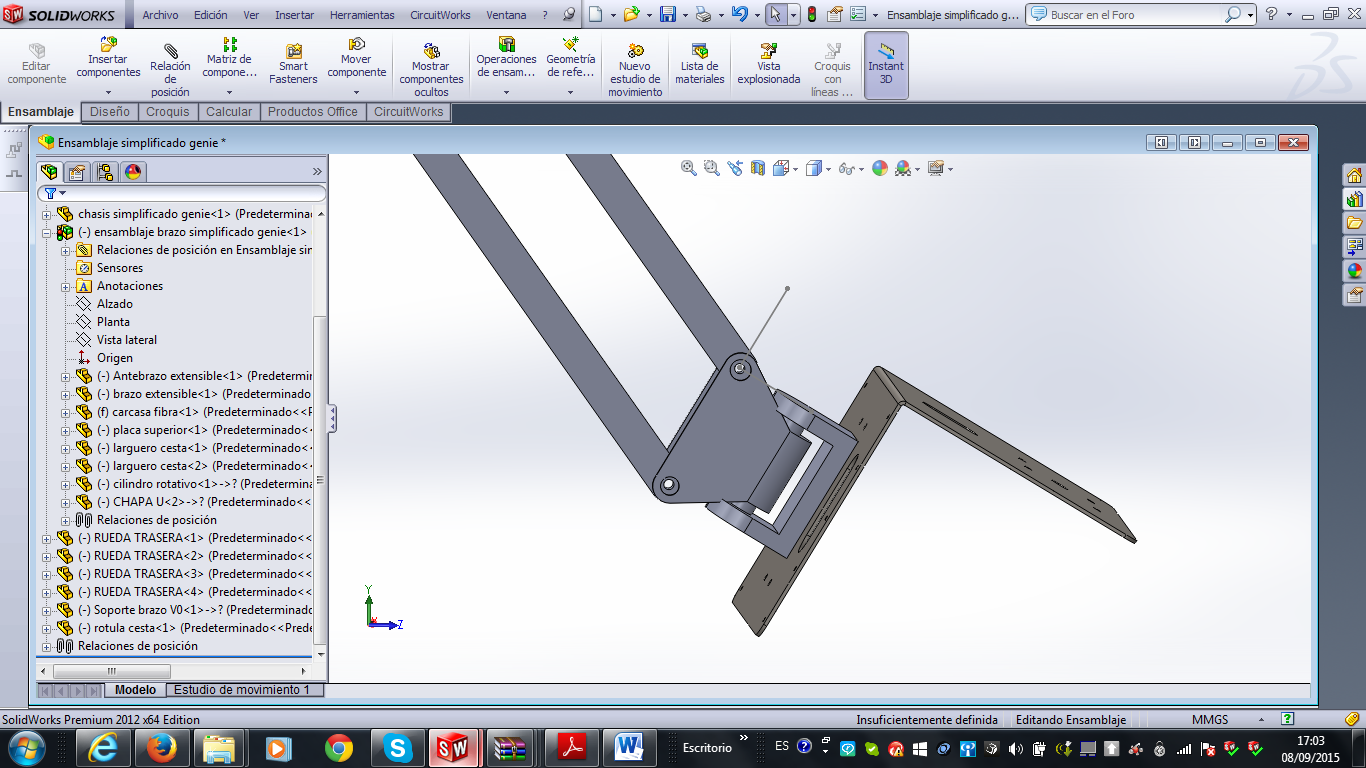 SOLIDWORKS Archivo Edición Ver Insertar Herramientas CircuitWorks Ventana ? Ensamblaje simplificado g... Buscar en el Foro
Editar componente
Insertar componentes
Relación de posición
Matriz de compone...
Smart Fasteners
Mover componente
Mostrar componentes ocultos
Operaciones de ensam...
Geometría de refe...
Nuevo estudio de movimiento
Lista de materiales
Vista explosionada
Croquis con líneas ...
Instant 3D
Ensamblaje Diseño Croquis Calcular Productos Office CircuitWorks
Ensamblaje simplificado genie *
chasis simplificado genie<1> (Predeterminad
(-) ensamblaje brazo simplificado genie<1>
Relaciones de posición en Ensamblaje sim
Sensores
Anotaciones
Alzado
Planta
Vista lateral
Origen
(-) Antebrazo extensible<1> (Predetermin
(-) brazo extensible<1> (Predeterminado
(f) carcasa fibra<1> (Predeterminado<<P
(-) placa superior<1> (Predeterminado<<
(-) larguero cesta<1> (Predeterminado<<
(-) larguero cesta<2> (Predeterminado<<
(-) cilindro rotativo<1>->? (Predetermina
(-) CHAPA U<2>->? (Predeterminado<<
Relaciones de posición
(-) RUEDA TRASERA<1> (Predeterminado<<
(-) RUEDA TRASERA<2> (Predeterminado<<
(-) RUEDA TRASERA<3> (Predeterminado<<
(-) RUEDA TRASERA<4> (Predeterminado<<
(-) Soporte brazo V0<1>->? (Predeterminado
(-) rotula cesta<1> (Predeterminado<<Prede
Relaciones de posición
Y
Z
Modelo Estudio de movimiento 1
SolidWorks Premium 2012 x64 Edition Insuficientemente definida Editando Ensamblaje MMGS
Escritorio » ES 17:03
08/09/2015